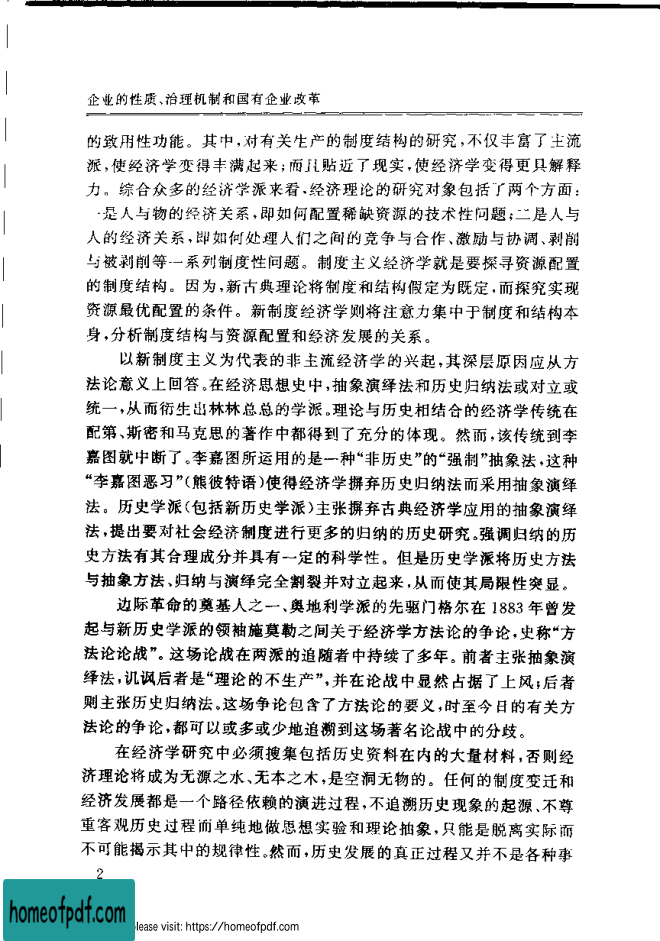 企业的性质、治理机制和国有企业改革
的致用性功能。其中,对有关生产的制度结构的研究,不仅丰富了主流
派,使经济学变得丰满起来;而且贴近了现实,使经济学变得更具解释
力。综合众多的经济学派来看,经济理论的研究对象包括了两个方面:
一是人与物的经济关系,即如何配置稀缺资源的技术性问题;二是人与
人的经济关系,即如何处理人们之间的竞争与合作、激励与协调、剥削
与被剥削等一系列制度性问题。制度主义经济学就是要探寻资源配置
的制度结构。因为,新古典理论将制度和结构假定为既定,而探究实现
资源最优配置的条件。新制度经济学则将注意力集中于制度和结构本
身,分析制度结构与资源配置和经济发展的关系。
以新制度主义为代表的非主流经济学的兴起,其深层原因应从方
法论意义上回答。在经济思想史中,抽象演绎法和历史归纳法或对立或
统一,从而衍生出林林总总的学派。理论与历史相结合的经济学传统在
配第、斯密和马克思的著作中都得到了充分的体现。然而,该传统到李
嘉图就中断了。李嘉图所运用的是一种“非历史”的“强制”抽象法,这种
“李嘉图恶习”(熊彼特语)使得经济学摒弃历史归纳法而采用抽象演绎
法。历史学派(包括新历史学派)主张摒弃古典经济学应用的抽象演绎
法,提出要对社会经济制度进行更多的归纳的历史研究。强调归纳的历
史方法有其合理成分并具有一定的科学性。但是历史学派将历史方法
与抽象方法、归纳与演绎完全割裂并对立起来,从而使其局限性突显。
边际革命的奠基人之一、奥地利学派的先驱门格尔在 1883 年曾发
起与新历史学派的领袖施莫勒之间关于经济学方法论的争论,史称“方
法论论战”。这场论战在两派的追随者中持续了多年。前者主张抽象演
绎法,讥讽后者是“理论的不生产”,并在论战中显然占据了上风;后者
则主张历史归纳法。这场争论包含了方法论的要义,时至今日的有关方
法论的争论,都可以或多或少地追溯到这场著名论战中的分歧。
在经济学研究中必须搜集包括历史资料在内的大量材料,否则经
济理论将成为无源之水、无本之木,是空洞无物的。任何的制度变迁和
经济发展都是一个路径依赖的演进过程,不追溯历史现象的起源、不尊
重客观历史过程而单纯地做思想实验和理论抽象,只能是脱离实际而
不可能揭示其中的规律性。然而,历史发展的真正过程又并不是各种事
2
homeofpdf.com
please visit: https://homeofpdf.com